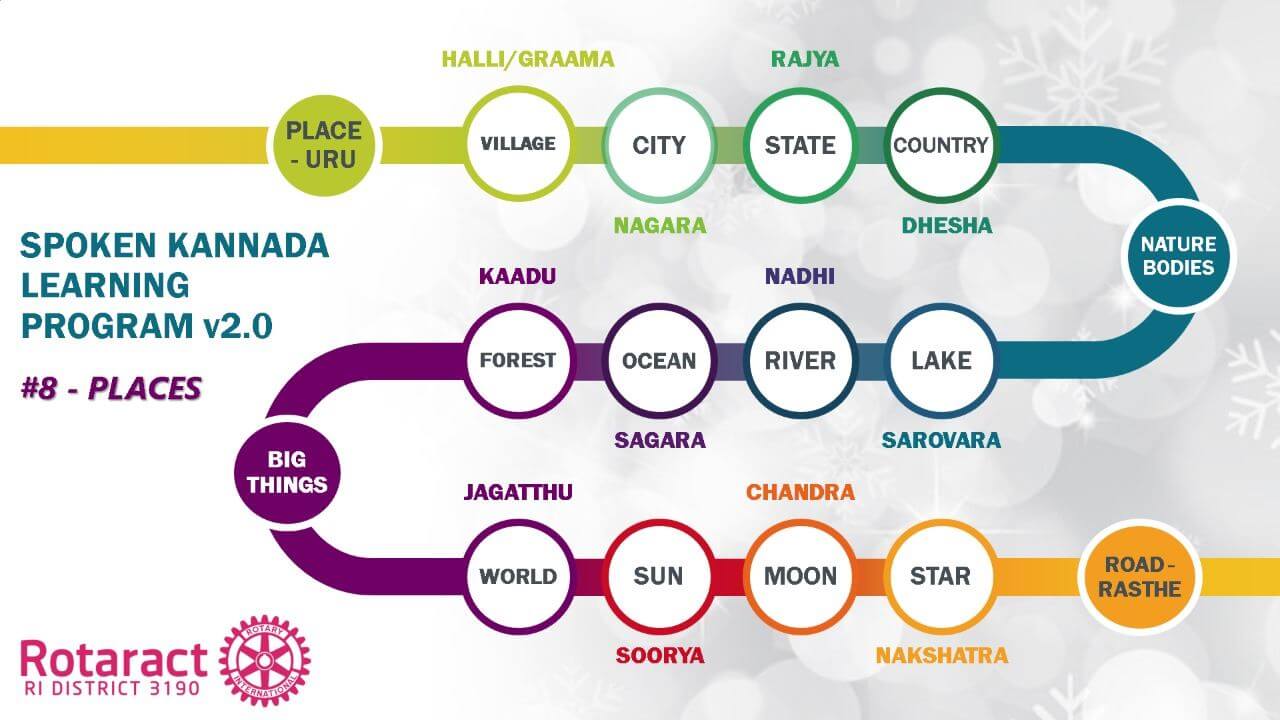 HALLI/GRAAMA
RAJYA
PLACE
- URU
VILLAGE
CITY
STATE
COUNTRY
NAGARA
DHESHA
NATURE
BODIES
SPOKEN KANNADA
LEARNING
PROGRAM v2.0
#8 - PLACES
KAADU
NADHI
FOREST
OCEAN
RIVER
LAKE
SAGARA
SAROVARA
BIG
THINGS
JAGATTHU
CHANDRA
WORLD
SUN
MOON
STAR
ROAD -
RASTHE
SOORYA
NAKSHATRA
Rotaract
RI DISTRICT 3190
ROTARY
INTERNATIONAL